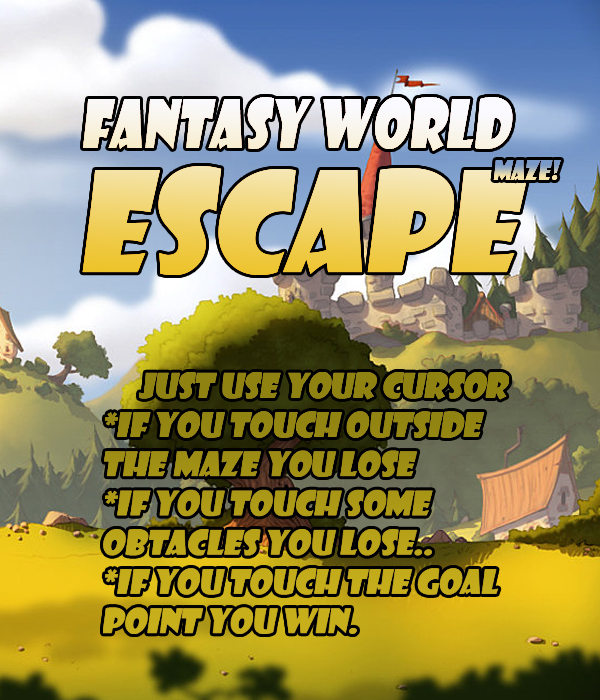 FANTASY WORLD
ESCAPE
MAZE!
JUST USE YOUR CURSOR
*IF YOU TOUCH OUTSIDE
THE MAZE YOU LOSE
*IF YOU TOUCH SOME
OBTACLES YOU LOSE..
*IF YOU TOUCH THE GOAL
POINT YOU WIN.